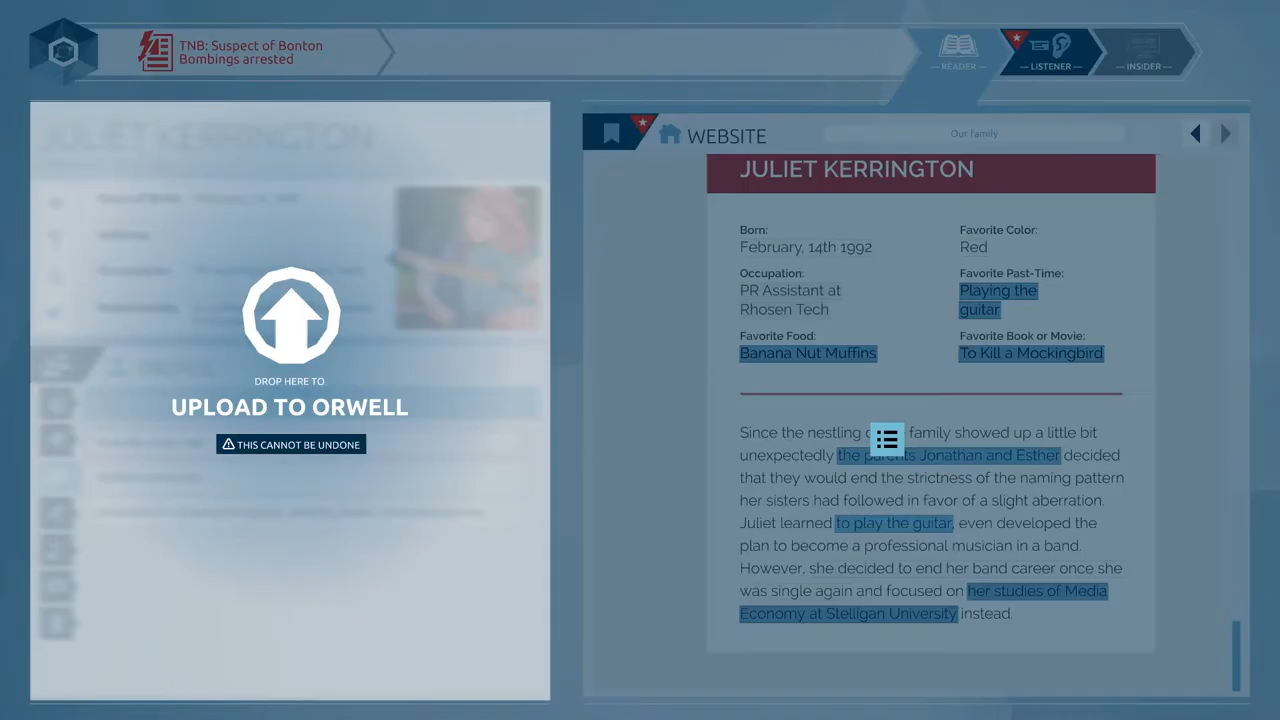 TNB: Suspect of Bonton
Bombings arrested
— READER —
— LISTENER —
— INSIDER —
JULIET KERRINGTON
DROP HERE TO
UPLOAD TO ORWELL
THIS CANNOT BE UNDONE
WEBSITE
Our family
JULIET KERRINGTON
Born:
February, 14th 1992
Favorite Color:
Red
Occupation:
PR Assistant at
Rhosen Tech
Favorite Past-Time:
Playing the
guitar
Favorite Food:
Banana Nut Muffins
Favorite Book or Movie:
To Kill a Mockingbird
Since the nestling family showed up a little bit
unexpectedly the parents Jonathan and Esther decided
that they would end the strictness of the naming pattern
her sisters had followed in favor of a slight aberration.
Juliet learned to play the guitar, even developed the
plan to become a professional musician in a band.
However, she decided to end her band career once she
was single again and focused on her studies of Media
Economy at Stelligan University instead.